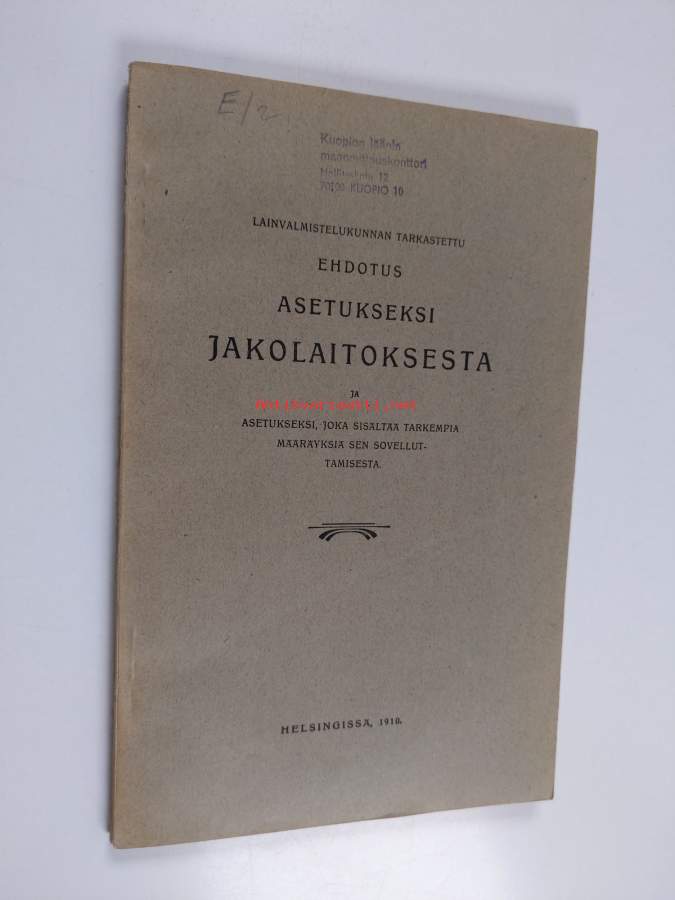 E/2
Kuopion läänin
maanmittauskonttori
12
70100 KUOPIO 10
LAINVALMISTELUKUNNAN TARKASTETTU
EHDOTUS
ASETUKSEKSI
JAKOLAITOKSESTA
JA
ASETUKSEKSI, JOKA SISÄLTÄÄ TARKEMPIA
MÄÄRÄYKSIÄ SEN SOVELLUT-
TAMISESTA.
HELSINGISSÄ, 1910.